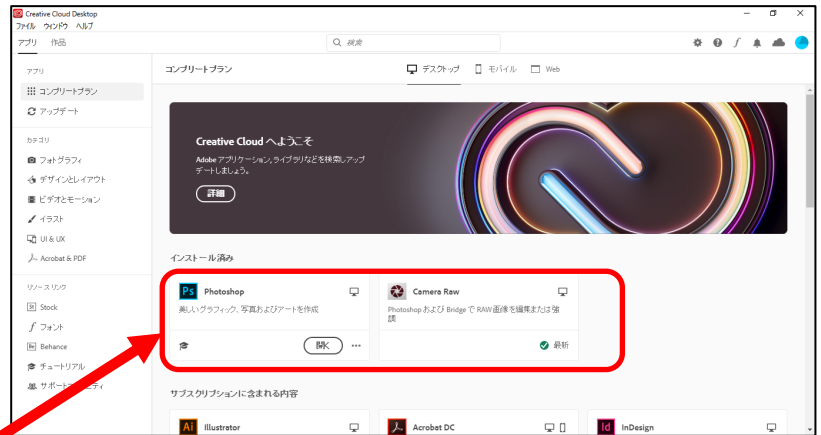 Creative Cloud Desktop
ファイル ウィンドウ ヘルプ
アプリ 作品
検索
アプリ
コンプリートプラン
アップデート
カテゴリ
フォトグラフィ
デザインとレイアウト
ビデオとモーション
イラスト
UI & UX
Acrobat & PDF
リソースリンク
St Stock
フォント
Bē Behance
チュートリアル
コンプリートプラン
デスクトップ モバイル Web
Creative Cloud へようこそ
Adobe アプリケーション、ライブラリなどを検索しアップ
デートしましょう。
詳細
インストール済み
Ps Photoshop
美しいグラフィック、写真およびアートを作成
開く
Camera Raw
Photoshop および Bridge で RAW 画像を編集または強
調
最新
サブスクリプションに含まれる内容
Ai Illustrator
Acrobat DC
Id InDesign